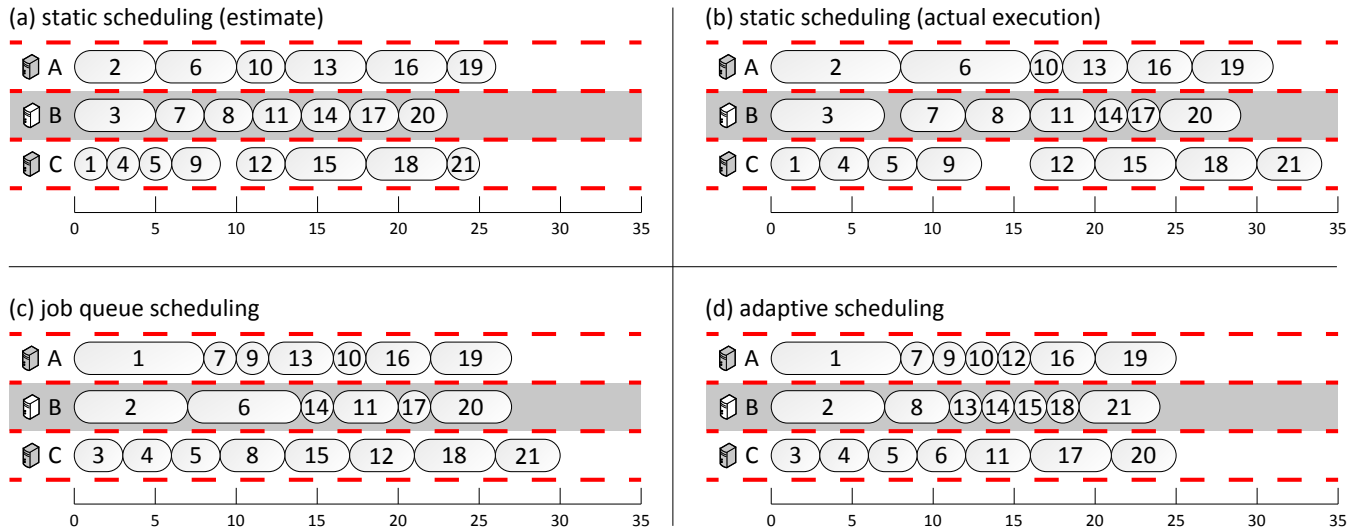 (a) static scheduling (estimate)
A 2 6 10 13 16 19
B 3 7 8 11 14 17 20
C 1 4 5 9 12 15 18 21
0 5 10 15 20 25 30 35
(b) static scheduling (actual execution)
A 2 6 10 13 16 19
B 3 7 8 11 14 17 20
C 1 4 5 9 12 15 18 21
0 5 10 15 20 25 30 35
(c) job queue scheduling
A 1 7 9 13 10 16 19
B 2 6 14 11 17 20
C 3 4 5 8 15 12 18 21
0 5 10 15 20 25 30 35
(d) adaptive scheduling
A 1 7 9 10 12 16 19
B 2 8 13 14 15 18 21
C 3 4 5 6 11 17 20
0 5 10 15 20 25 30 35